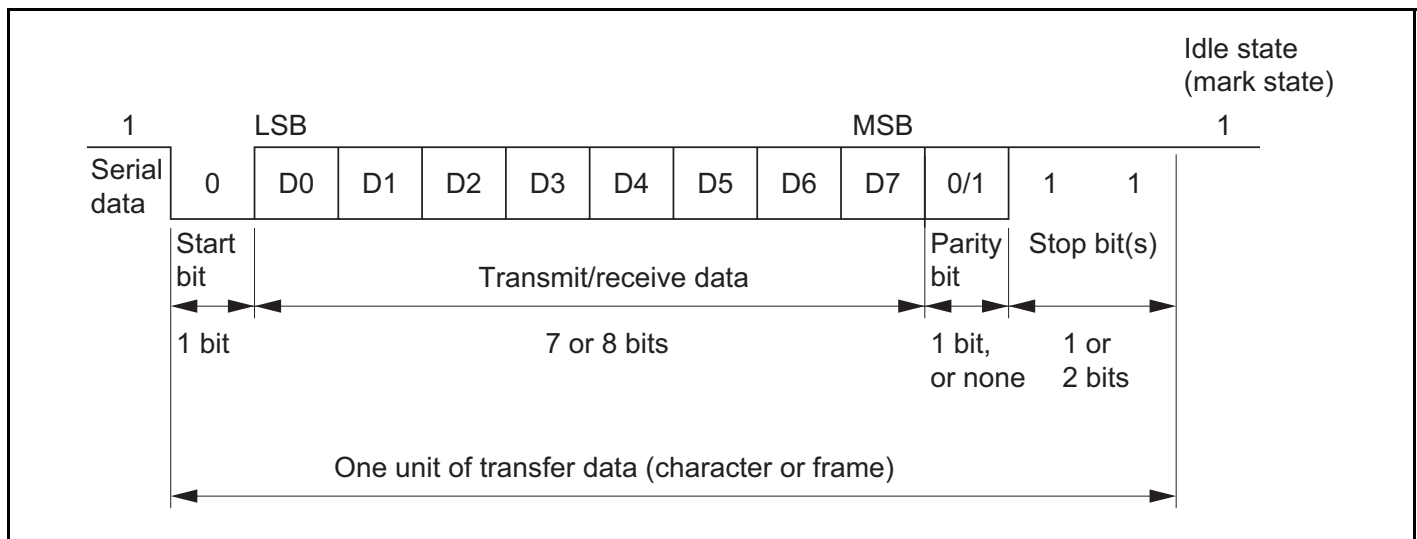 Idle state
(mark state)
1 LSB MSB 1
Serial
data
0 D0 D1 D2 D3 D4 D5 D6 D7 0/1 1 1
Start
bit
Transmit/receive data
Parity
bit
Stop bit(s)
1 bit
7 or 8 bits
1 bit,
or none
1 or
2 bits
One unit of transfer data (character or frame)